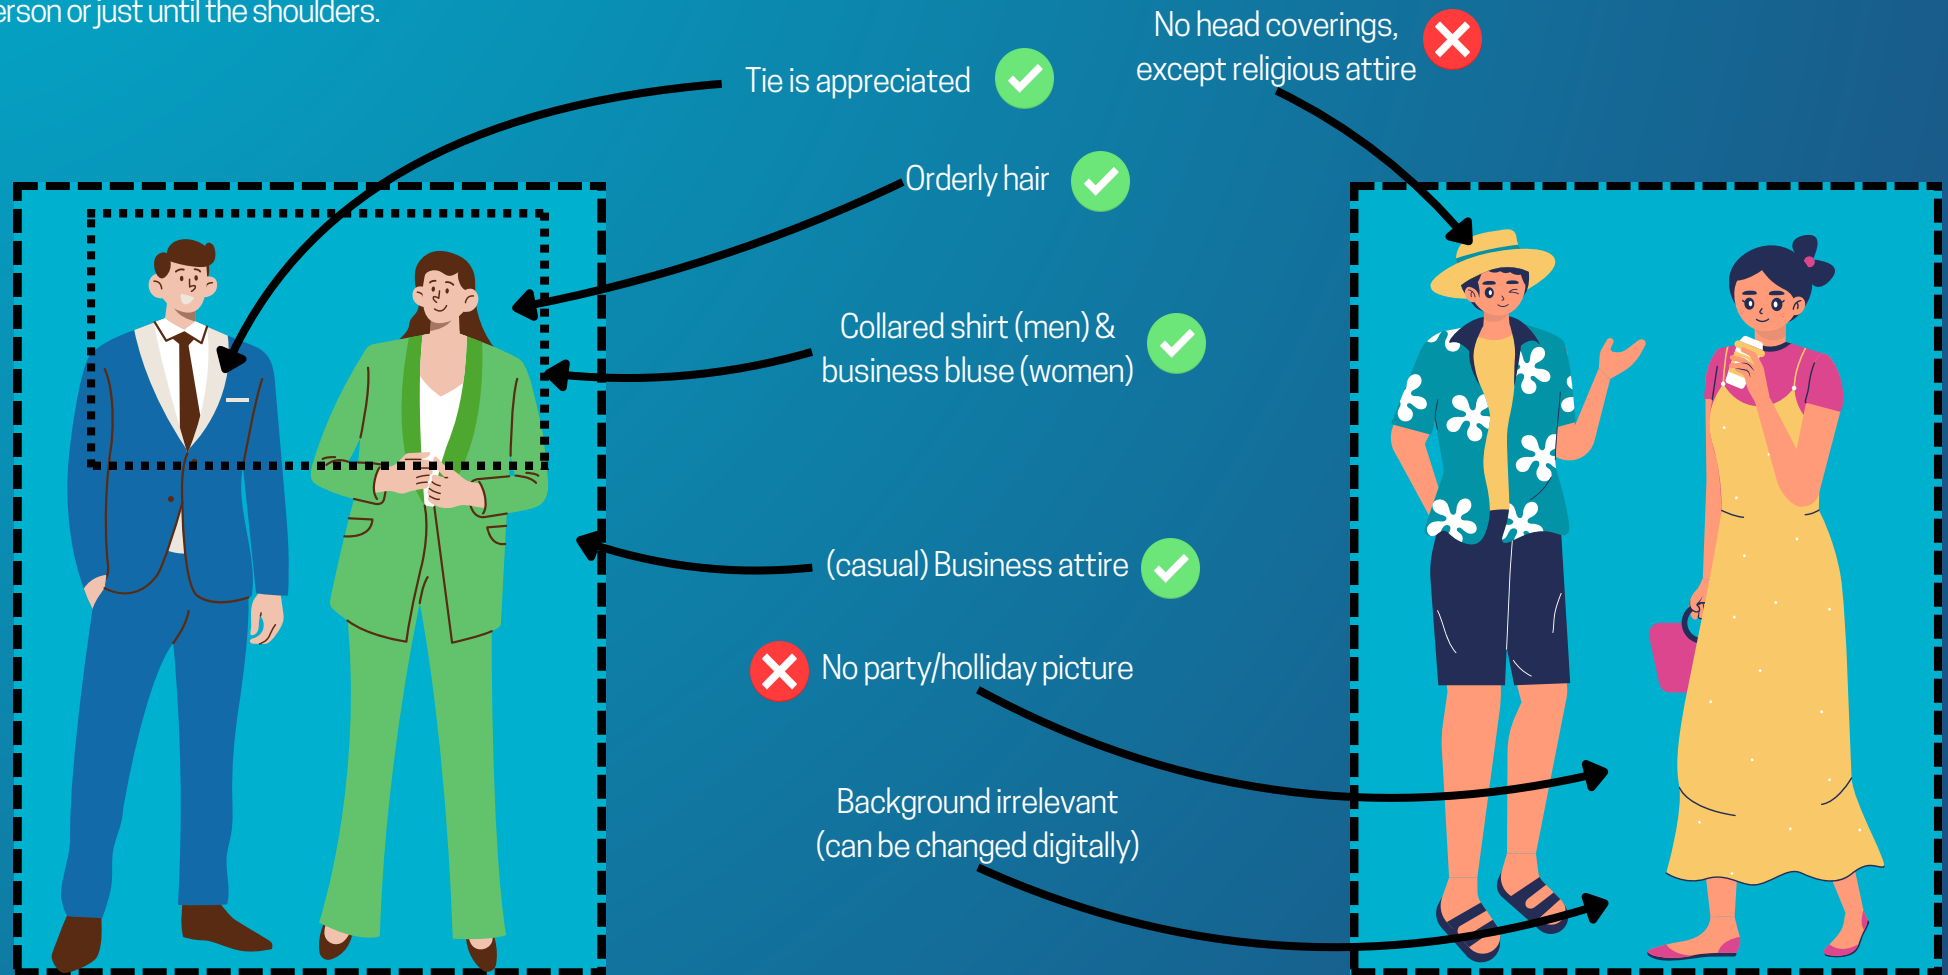 erson or just until the shoulders.
No head coverings,
except religious attire
Tie is appreciated
Orderly hair
Collared shirt (men) &
business bluse (women)
(casual) Business attire
No party/holliday picture
Background irrelevant
(can be changed digitally)